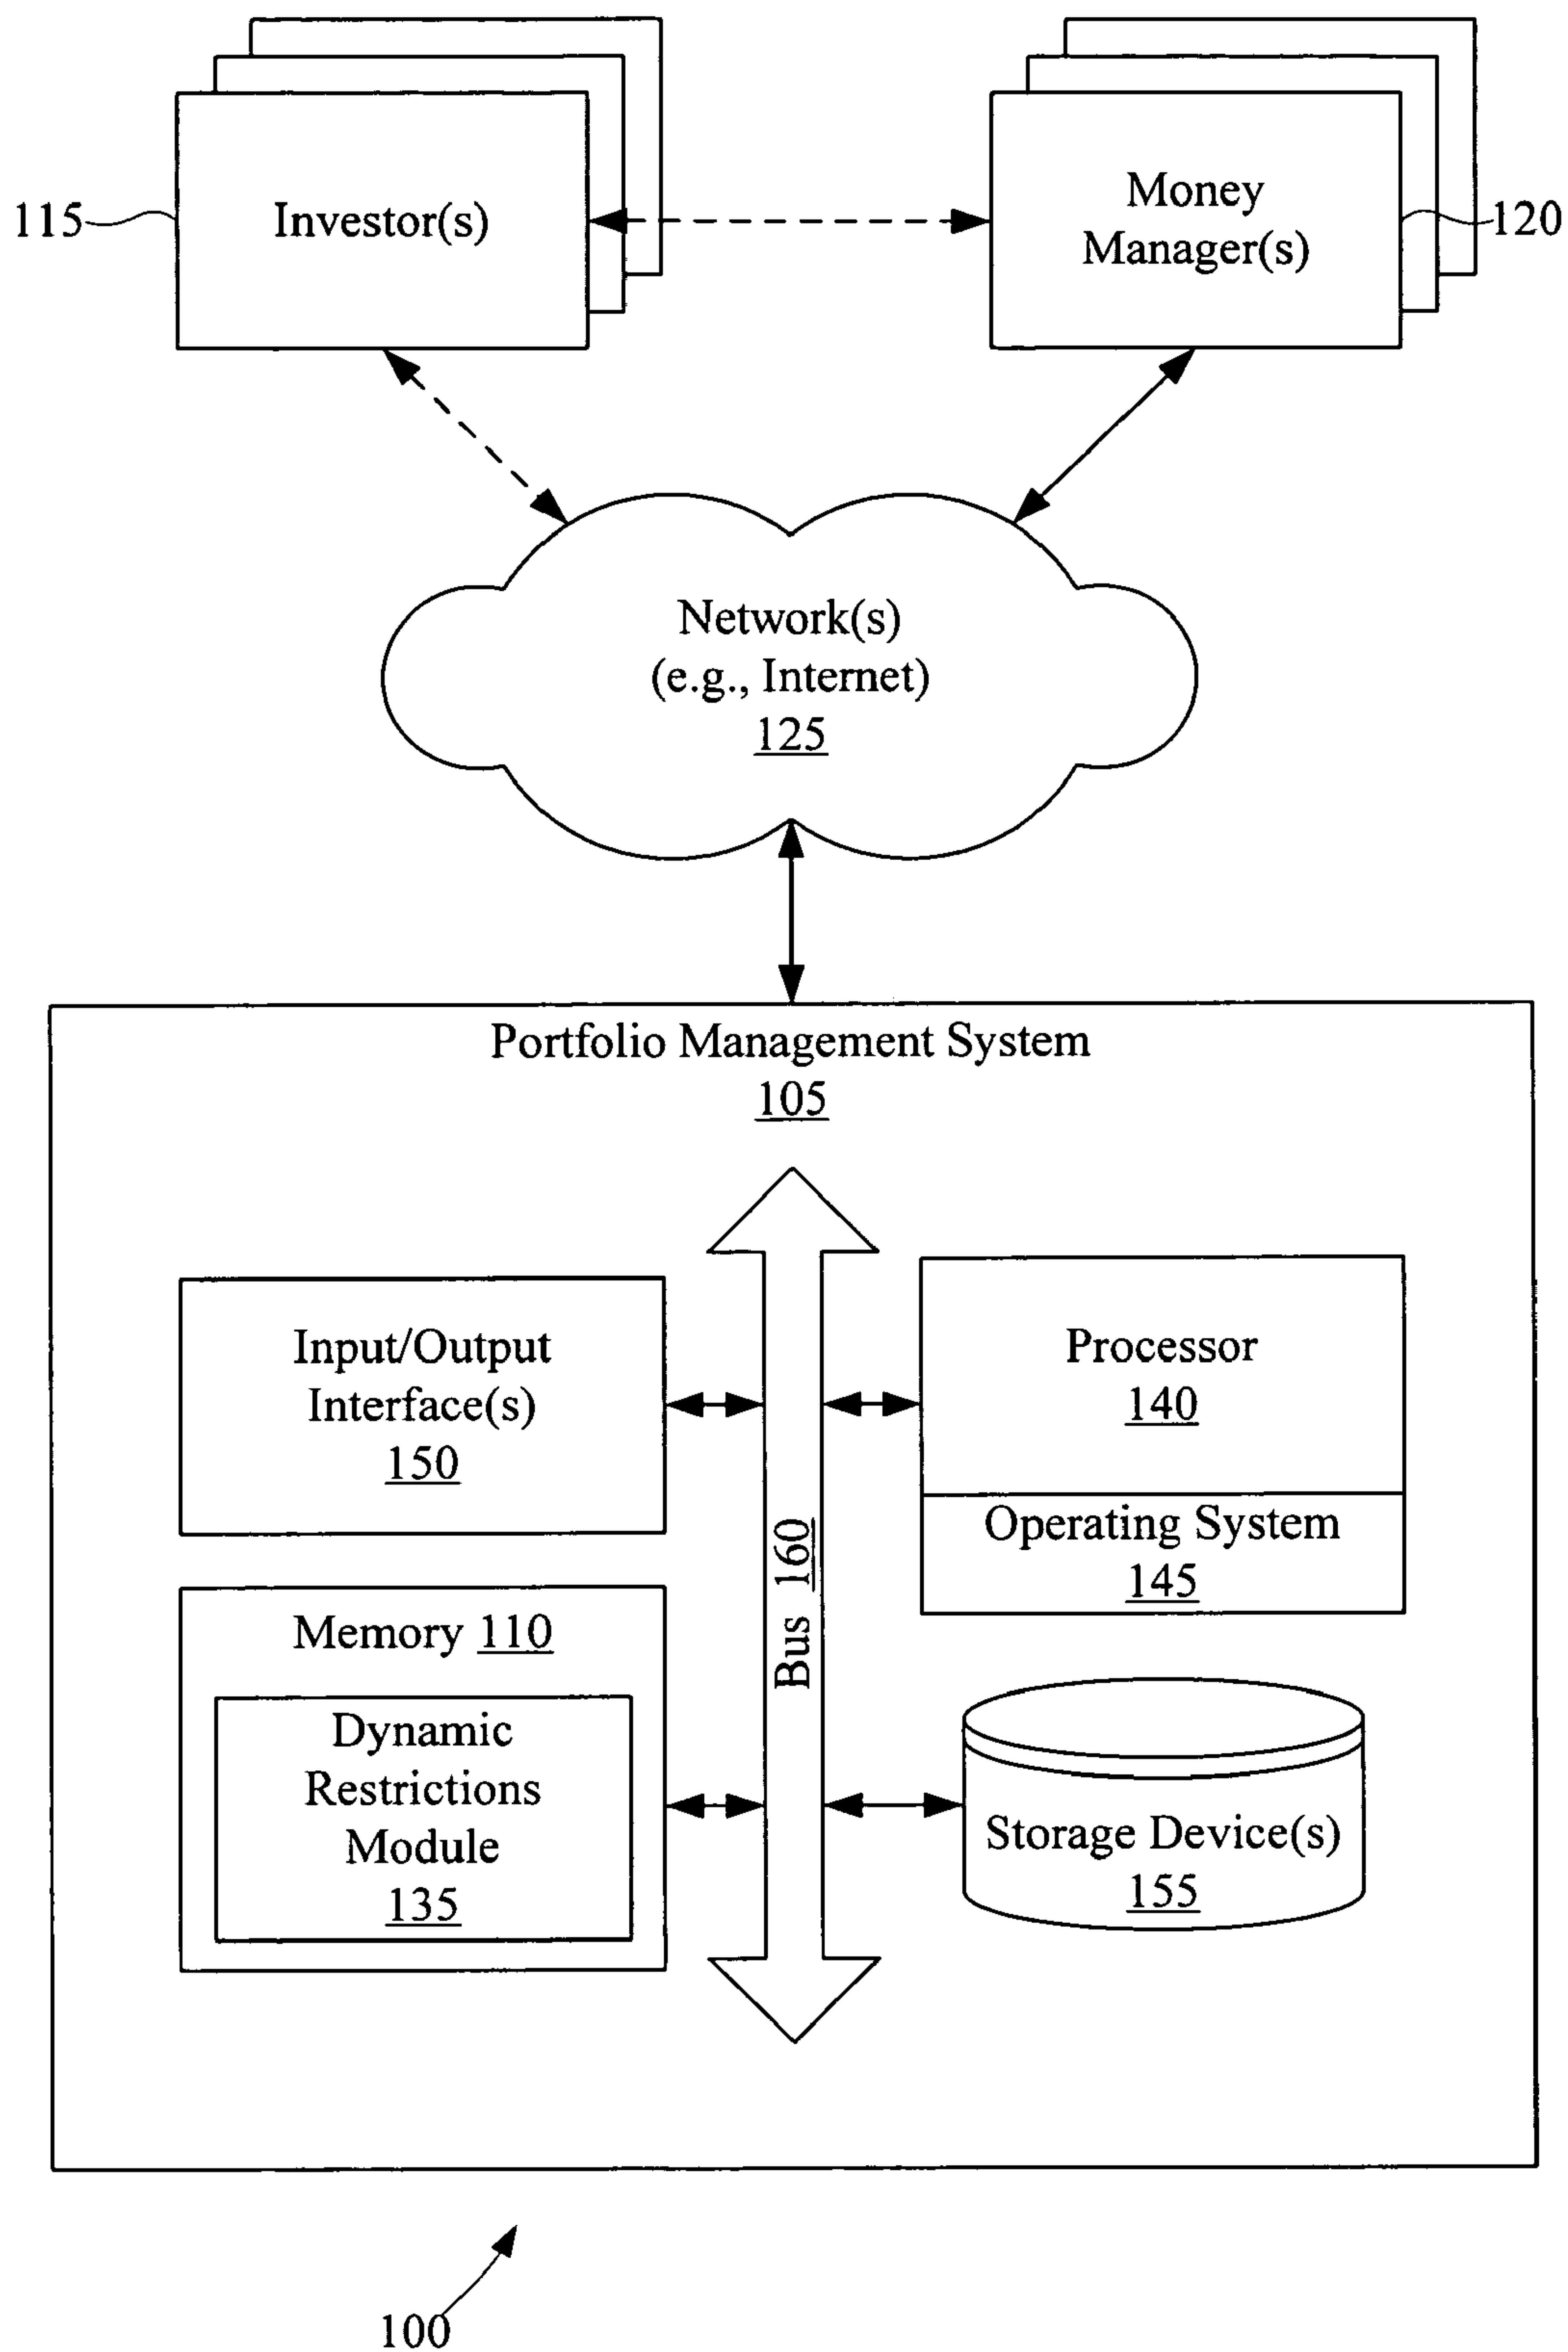 115
Investor(s)
Money
Manager(s)
120
Network(s)
(e.g., Internet)
125
Portfolio Management System
105
Input/Output
Interface(s)
150
Processor
140
Operating System
145
Bus 160
Memory 110
Dynamic
Restrictions
Module
135
Storage Device(s)
155
100